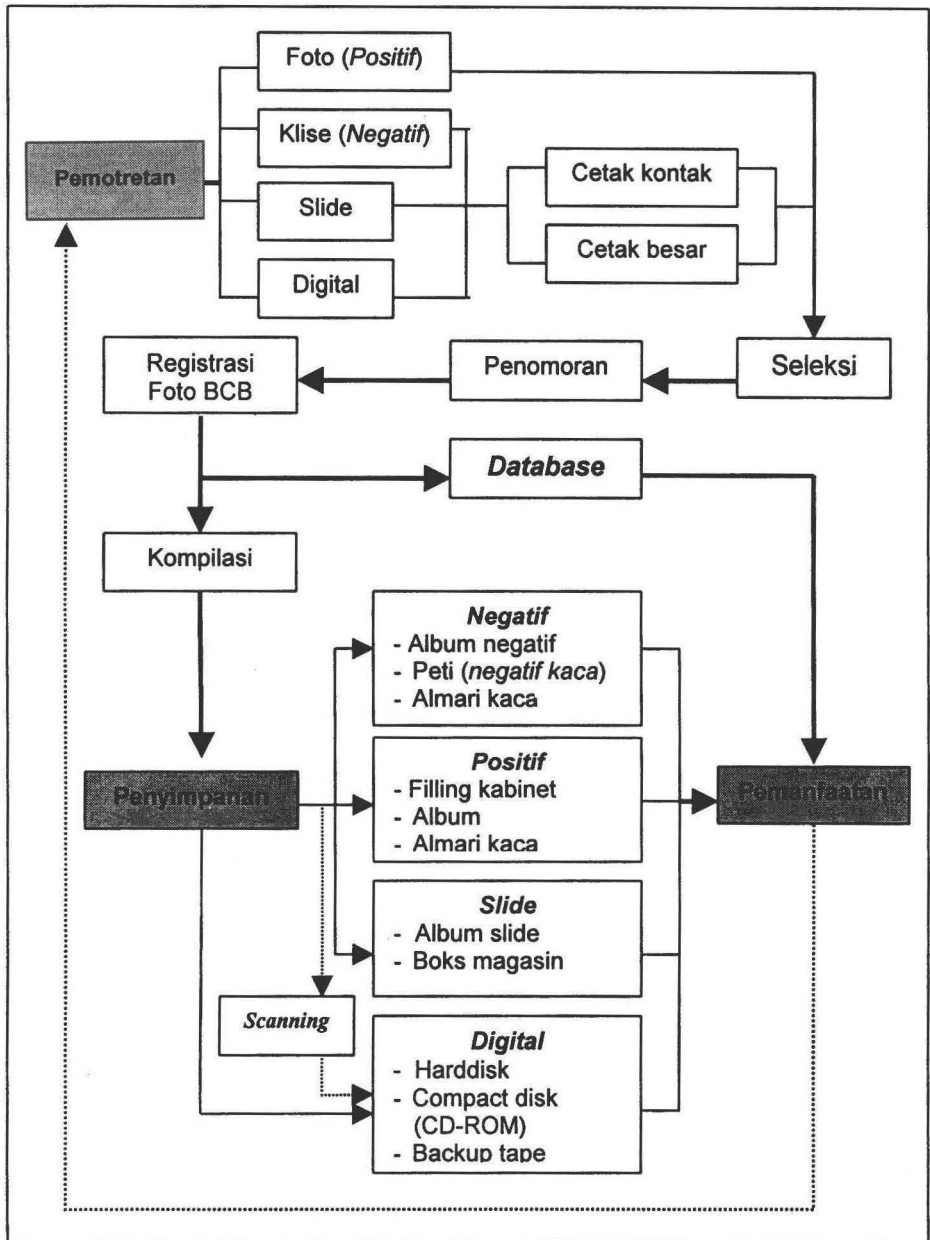 Foto (Positif)
Klise (Negatif)
Pemotretan
Slide
Digital
Cetak kontak
Cetak besar
Registrasi
Foto BCB
Penomoran
Seleksi
Database
Kompilasi
Negatif
- Album negatif
- Peti (negatif kaca)
- Almari kaca
Penyimpanan
Positif
- Filling kabinet
- Album
- Almari kaca
Pemanfaatan
Slide
- Album slide
- Boks magasin
Scanning
Digital
- Harddisk
- Compact disk
(CD-ROM)
- Backup tape